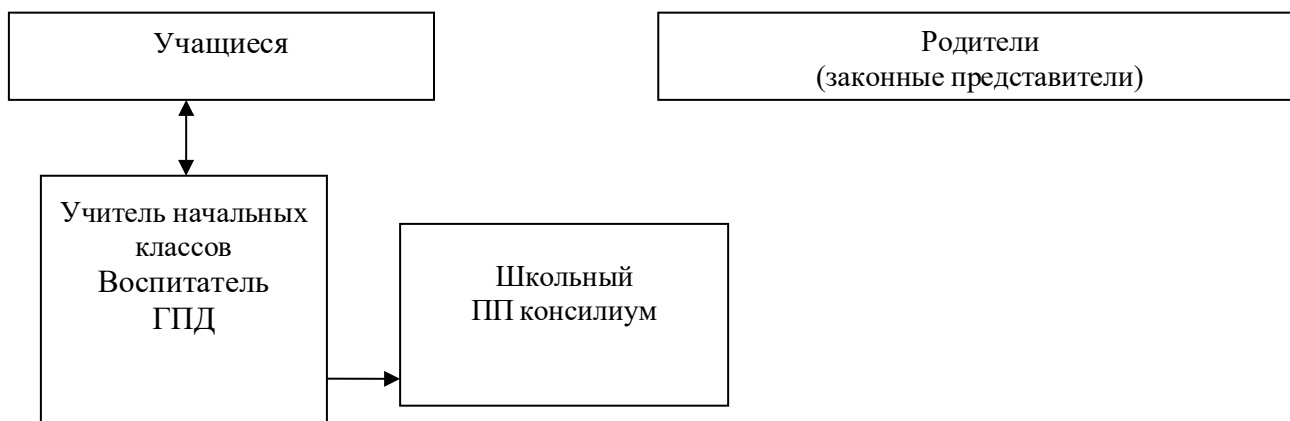 Учащиеся
Родители
(законные представители)
Учитель начальных
классов
Воспитатель
ГПД
Школьный
ПП консилиум